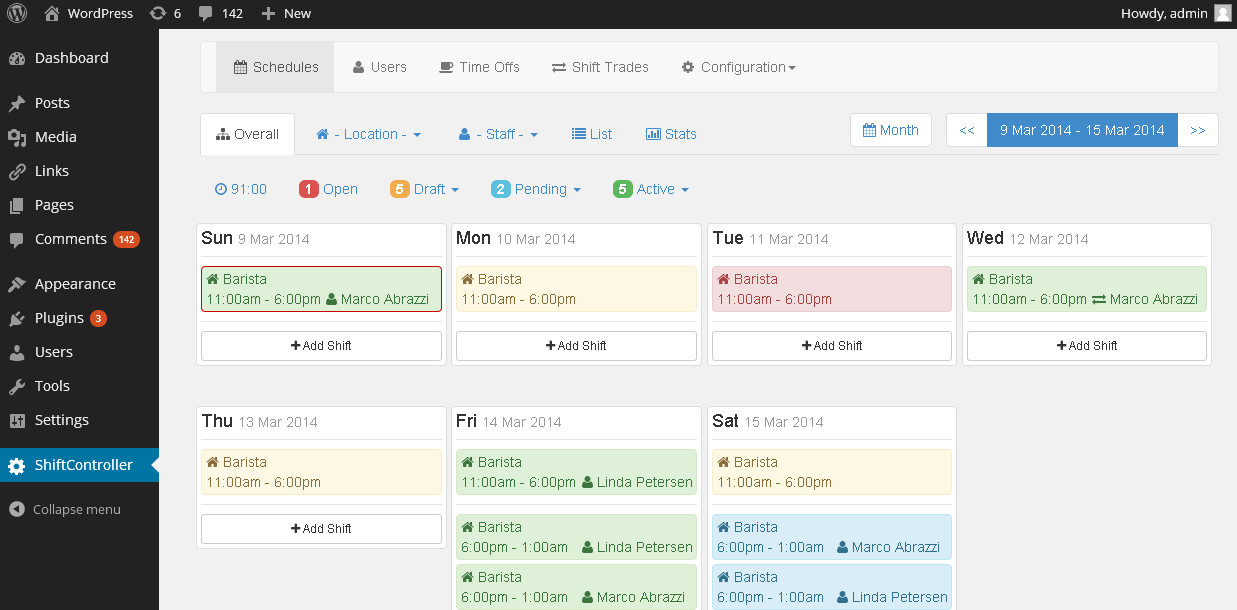 WordPress 6 142 New Howdy, admin
Dashboard
Posts
Media
Links
Pages
Comments 142
Appearance
Plugins 3
Users
Tools
Settings
ShiftController
Collapse menu
Schedules Users Time Offs Shift Trades Configuration
Overall - Location - - Staff - List Stats Month << 9 Mar 2014 - 15 Mar 2014 >>
91:00 1 Open 5 Draft 2 Pending 5 Active
Sun 9 Mar 2014
Barista
11:00am - 6:00pm Marco Abrazzi
Add Shift
Mon 10 Mar 2014
Barista
11:00am - 6:00pm
Add Shift
Tue 11 Mar 2014
Barista
11:00am - 6:00pm
Add Shift
Wed 12 Mar 2014
Barista
11:00am - 6:00pm Marco Abrazzi
Add Shift
Thu 13 Mar 2014
Barista
11:00am - 6:00pm
Add Shift
Fri 14 Mar 2014
Barista
11:00am - 6:00pm Linda Petersen
Barista
6:00pm - 1:00am Linda Petersen
Barista
6:00pm - 1:00am Marco Abrazzi
Sat 15 Mar 2014
Barista
11:00am - 6:00pm
Barista
6:00pm - 1:00am Marco Abrazzi
Barista
6:00pm - 1:00am Linda Petersen